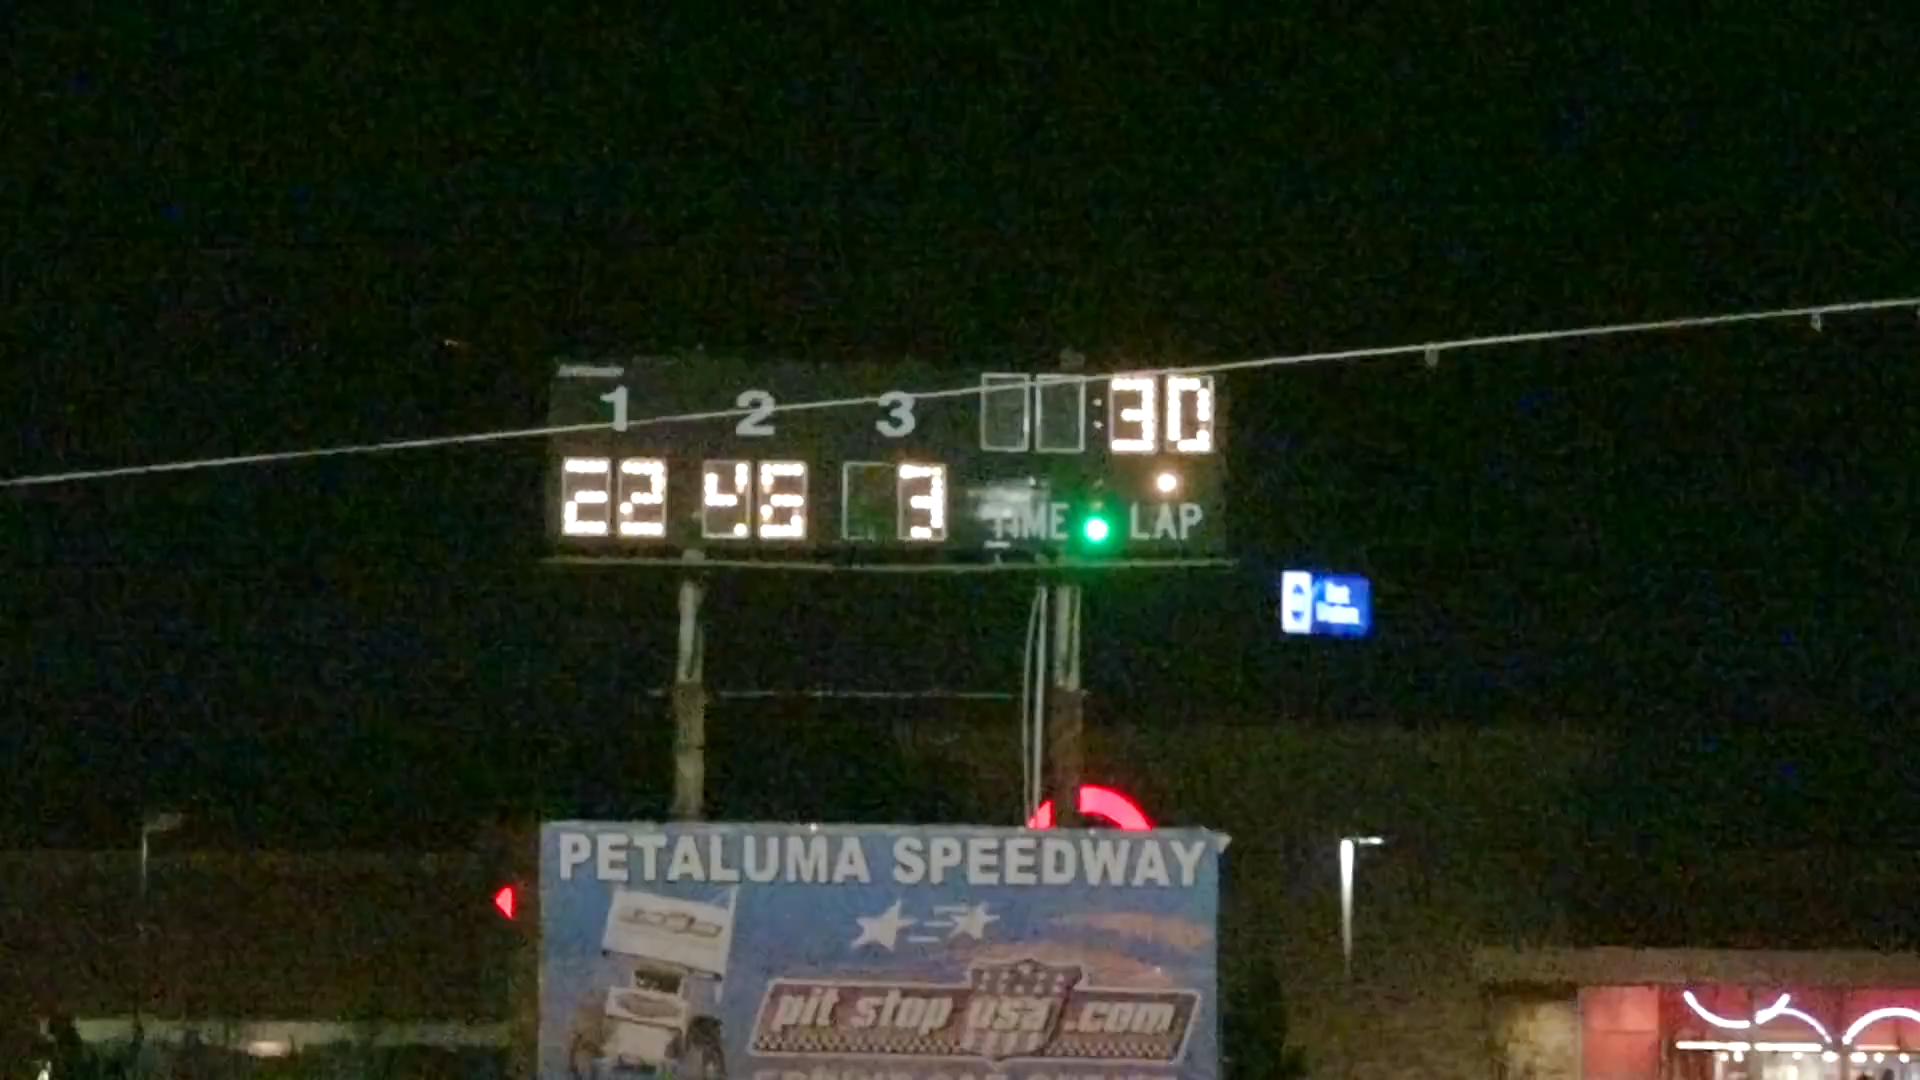 1 2 3 :30
22 45 3 TIME LAP
PETALUMA SPEEDWAY
pit stop usa .com